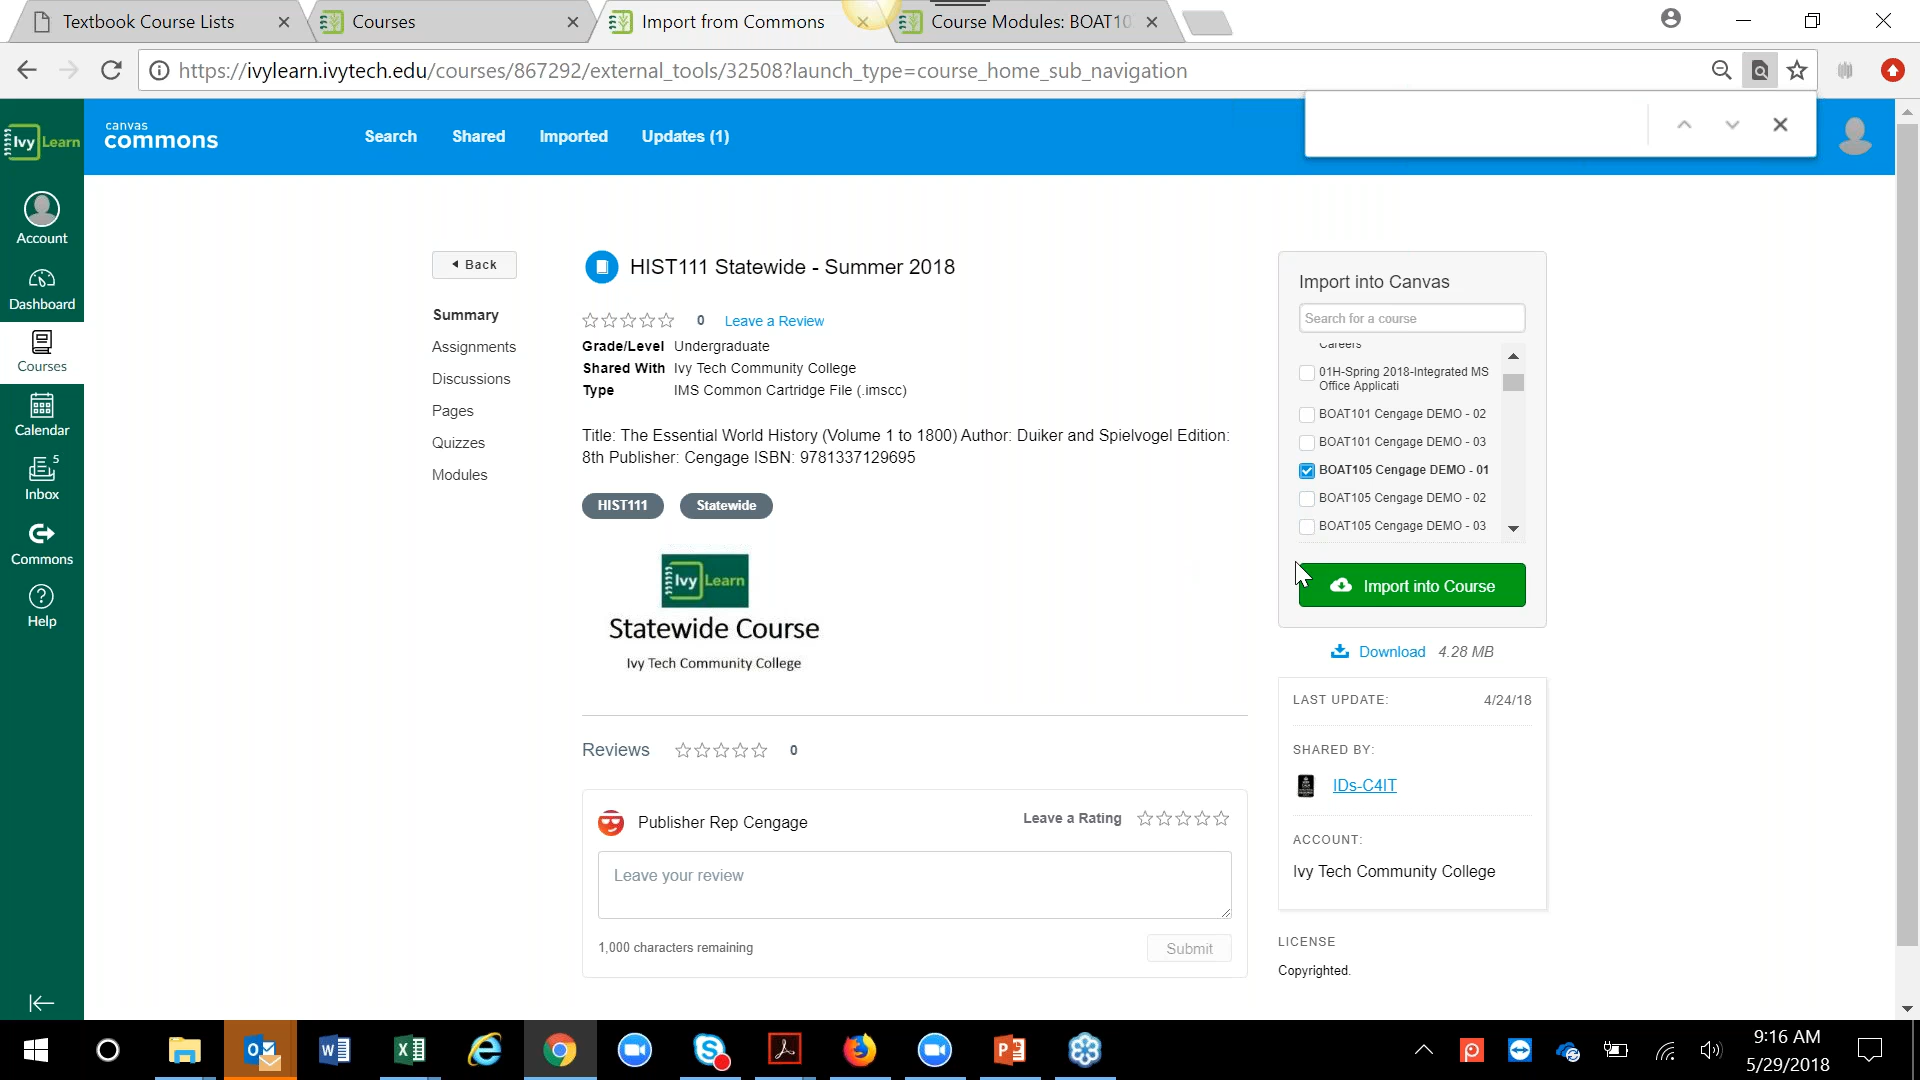 Textbook Course Lists
Courses
Import from Commons
Course Modules: BOAT10
https://ivylearn.ivytech.edu/courses/867292/external_tools/32508?launch_type=course_home_sub_navigation
Ivy Learn
canvas
commons
Search
Shared
Imported
Updates (1)
Account
Dashboard
Courses
Calendar
5
Inbox
Commons
Help
Back
Summary
Assignments
Discussions
Pages
Quizzes
Modules
HIST111 Statewide - Summer 2018
0 Leave a Review
Grade/Level Undergraduate
Shared With Ivy Tech Community College
Type IMS Common Cartridge File (.imscc)
Title: The Essential World History (Volume 1 to 1800) Author: Duiker and Spielvogel Edition:
8th Publisher: Cengage ISBN: 9781337129695
HIST111 Statewide
Ivy Learn
Statewide Course
Ivy Tech Community College
Reviews 0
Publisher Rep Cengage
Leave a Rating
Leave your review
1,000 characters remaining
Submit
Import into Canvas
Search for a course
Careers
01H-Spring 2018-Integrated MS
Office Applicati
BOAT101 Cengage DEMO - 02
BOAT101 Cengage DEMO - 03
BOAT105 Cengage DEMO - 01
BOAT105 Cengage DEMO - 02
BOAT105 Cengage DEMO - 03
Import into Course
Download 4.28 MB
LAST UPDATE: 4/24/18
SHARED BY:
IDs-C4IT
ACCOUNT:
Ivy Tech Community College
LICENSE
Copyrighted.
9:16 AM
5/29/2018